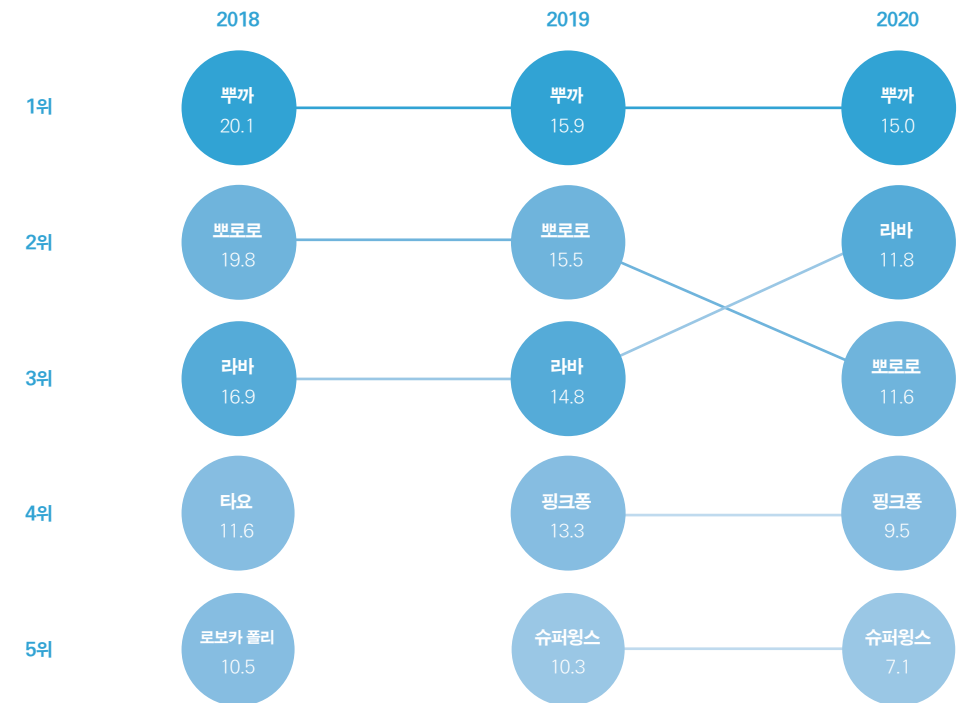 2018 2019 2020
1위 뿌까 뿌까 뿌까
20.1 15.9 15.0
2위 뽀로로 뽀로로 라바
19.8 15.5 11.8
3위 라바 라바 뽀로로
16.9 14.8 11.6
4위 타요 핑크퐁 핑크퐁
11.6 13.3 9.5
5위 로보카 폴리 슈퍼윙스 슈퍼윙스
10.5 10.3 7.1